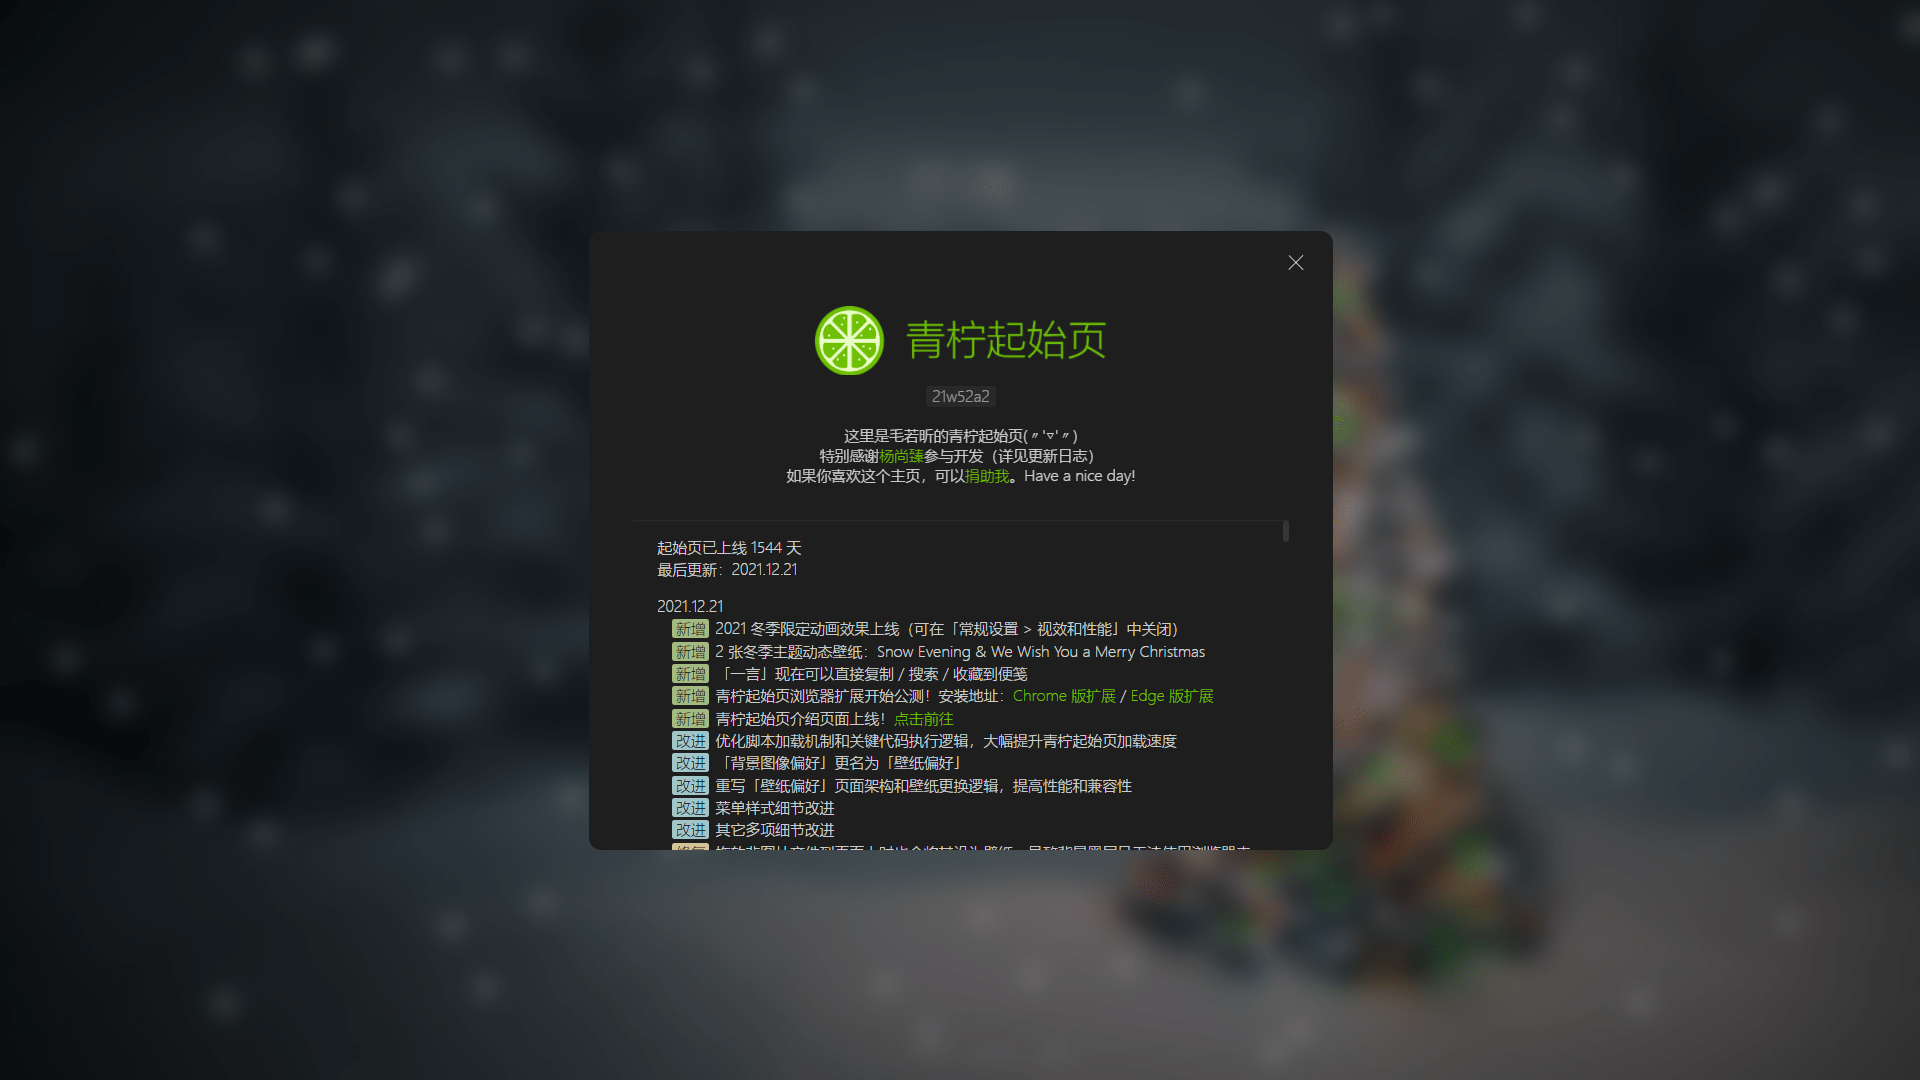 青柠起始页
21w52a2
这里是毛若昕的青柠起始页(〃'▽'〃)
特别感谢杨尚臻参与开发（详见更新日志）
如果你喜欢这个主页，可以捐助我。Have a nice day!
起始页已上线 1544 天
最后更新：2021.12.21
2021.12.21
新增 2021 冬季限定动画效果上线（可在「常规设置 > 视效和性能」中关闭）
新增 2 张冬季主题动态壁纸：Snow Evening & We Wish You a Merry Christmas
新增 「一言」现在可以直接复制 / 搜索 / 收藏到便笺
新增 青柠起始页浏览器扩展开始公测！安装地址：Chrome 版扩展 / Edge 版扩展
新增 青柠起始页介绍页面上线！点击前往
改进 优化脚本加载机制和关键代码执行逻辑，大幅提升青柠起始页加载速度
改进 「背景图像偏好」更名为「壁纸偏好」
改进 重写「壁纸偏好」页面架构和壁纸更换逻辑，提高性能和兼容性
改进 菜单样式细节改进
改进 其它多项细节改进